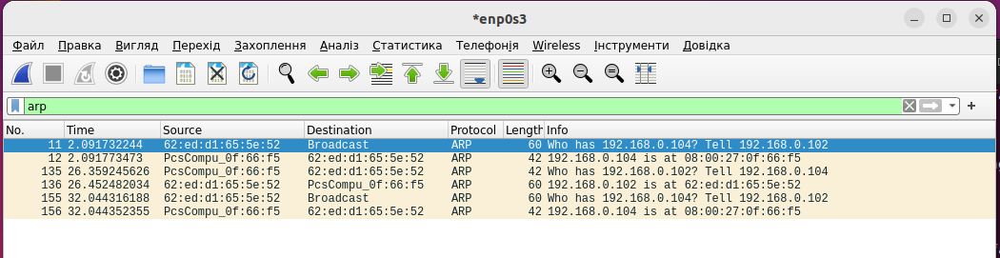 *enp0s3
Файл Правка Вигляд Перехід Захоплення Аналіз Статистика Телефонія Wireless Інструменти Довідка
arp
No. Time Source Destination Protocol Length Info
11 2.091732244 62:ed:d1:65:5e:52 Broadcast ARP 60 Who has 192.168.0.104? Tell 192.168.0.102
12 2.091773473 PcsCompu_0f:66:f5 62:ed:d1:65:5e:52 ARP 42 192.168.0.104 is at 08:00:27:0f:66:f5
135 26.359245626 PcsCompu_0f:66:f5 62:ed:d1:65:5e:52 ARP 42 Who has 192.168.0.102? Tell 192.168.0.104
136 26.452482034 62:ed:d1:65:5e:52 PcsCompu_0f:66:f5 ARP 60 192.168.0.102 is at 62:ed:d1:65:5e:52
155 32.044316188 62:ed:d1:65:5e:52 Broadcast ARP 60 Who has 192.168.0.104? Tell 192.168.0.102
156 32.044352355 PcsCompu_0f:66:f5 62:ed:d1:65:5e:52 ARP 42 192.168.0.104 is at 08:00:27:0f:66:f5